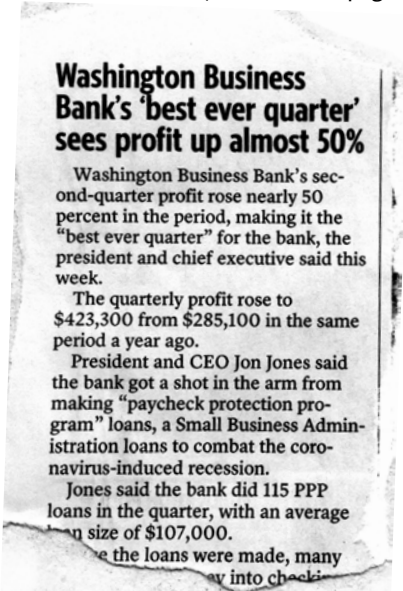 Washington Business
Bank's 'best ever quarter'
sees profit up almost 50%
Washington Business Bank's sec-
ond-quarter profit rose nearly 50
percent in the period, making it the
"best ever quarter" for the bank, the
president and chief executive said this
week.
The quarterly profit rose to
$423,300 from $285,100 in the same
period a year ago.
President and CEO Jon Jones said
the bank got a shot in the arm from
making "paycheck protection pro-
gram" loans, a Small Business Admin-
istration loans to combat the coro-
navirus-induced recession.
Jones said the bank did 115 PPP
loans in the quarter, with an average
size of $107,000.
the loans were made, many
into